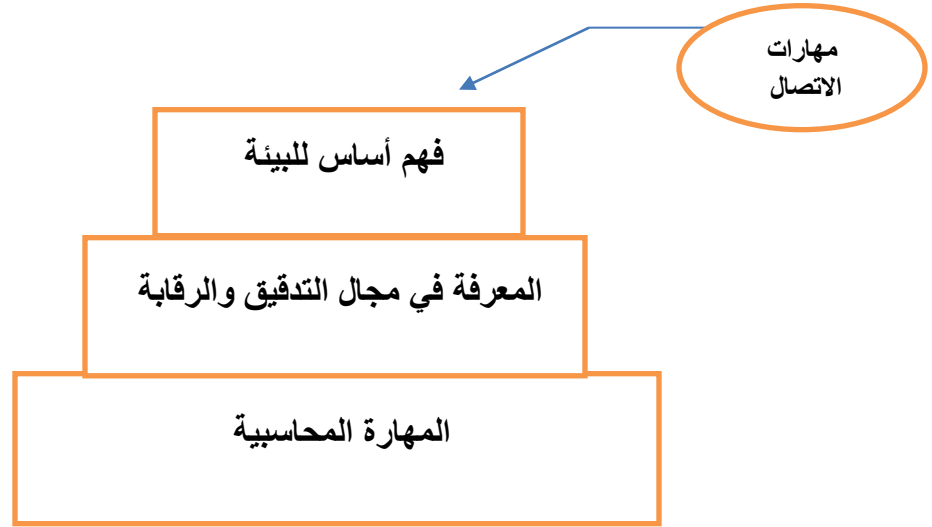 مهارات
الاتصال
فهم أساس للبيئة
المعرفة في مجال التدقيق والرقابة
المهارة المحاسبية